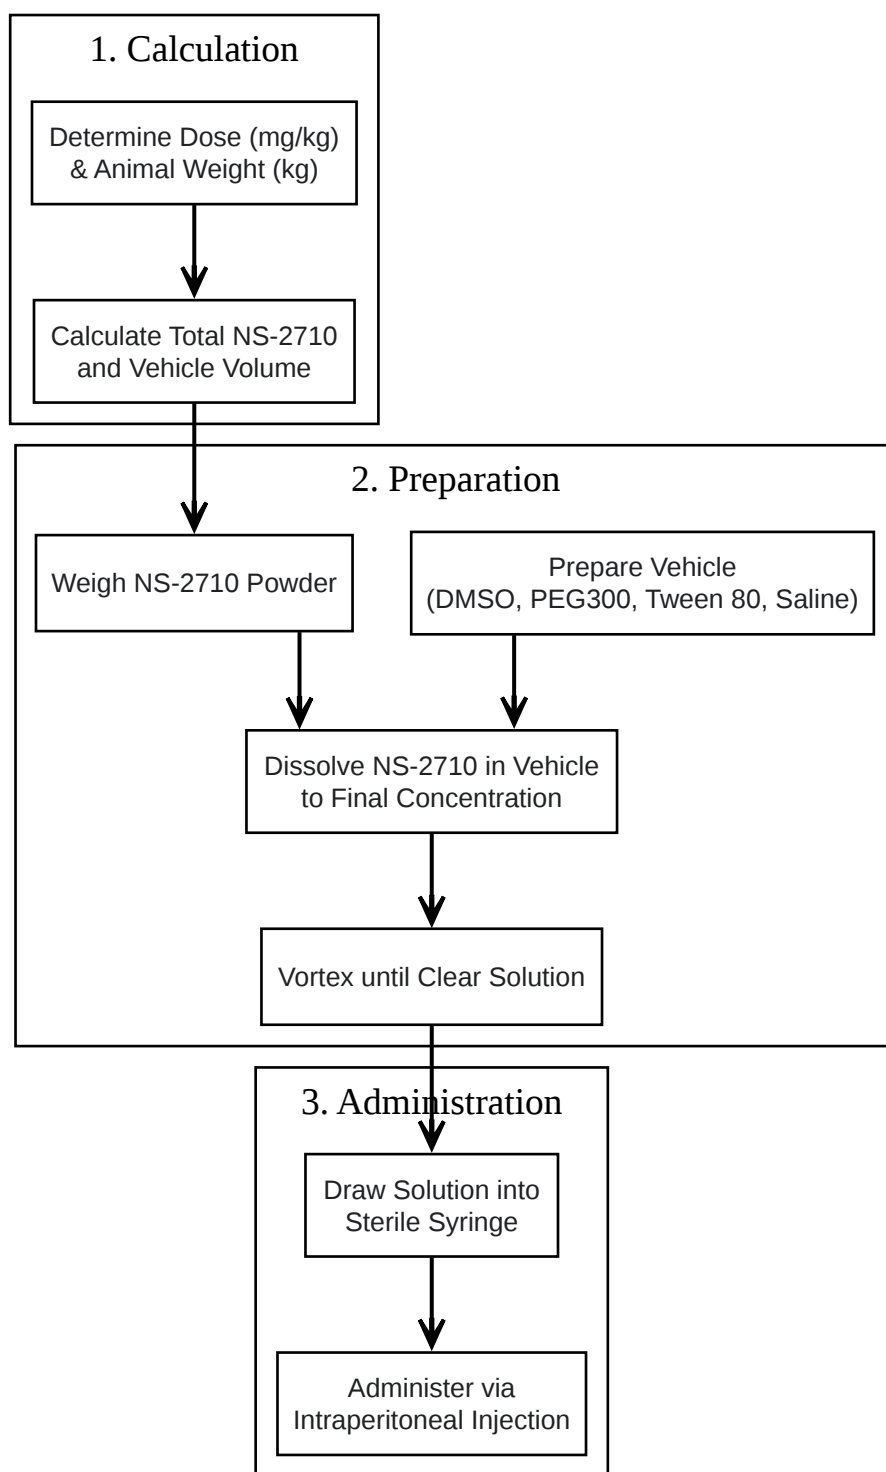 1. Calculation
Determine Dose (mg/kg)
& Animal Weight (kg)
Calculate Total NS-2710
and Vehicle Volume
2. Preparation
Weigh NS-2710 Powder
Prepare Vehicle
(DMSO, PEG300, Tween 80, Saline)
Dissolve NS-2710 in Vehicle
to Final Concentration
Vortex until Clear Solution
3. Administration
Draw Solution into
Sterile Syringe
Administer via
Intraperitoneal Injection